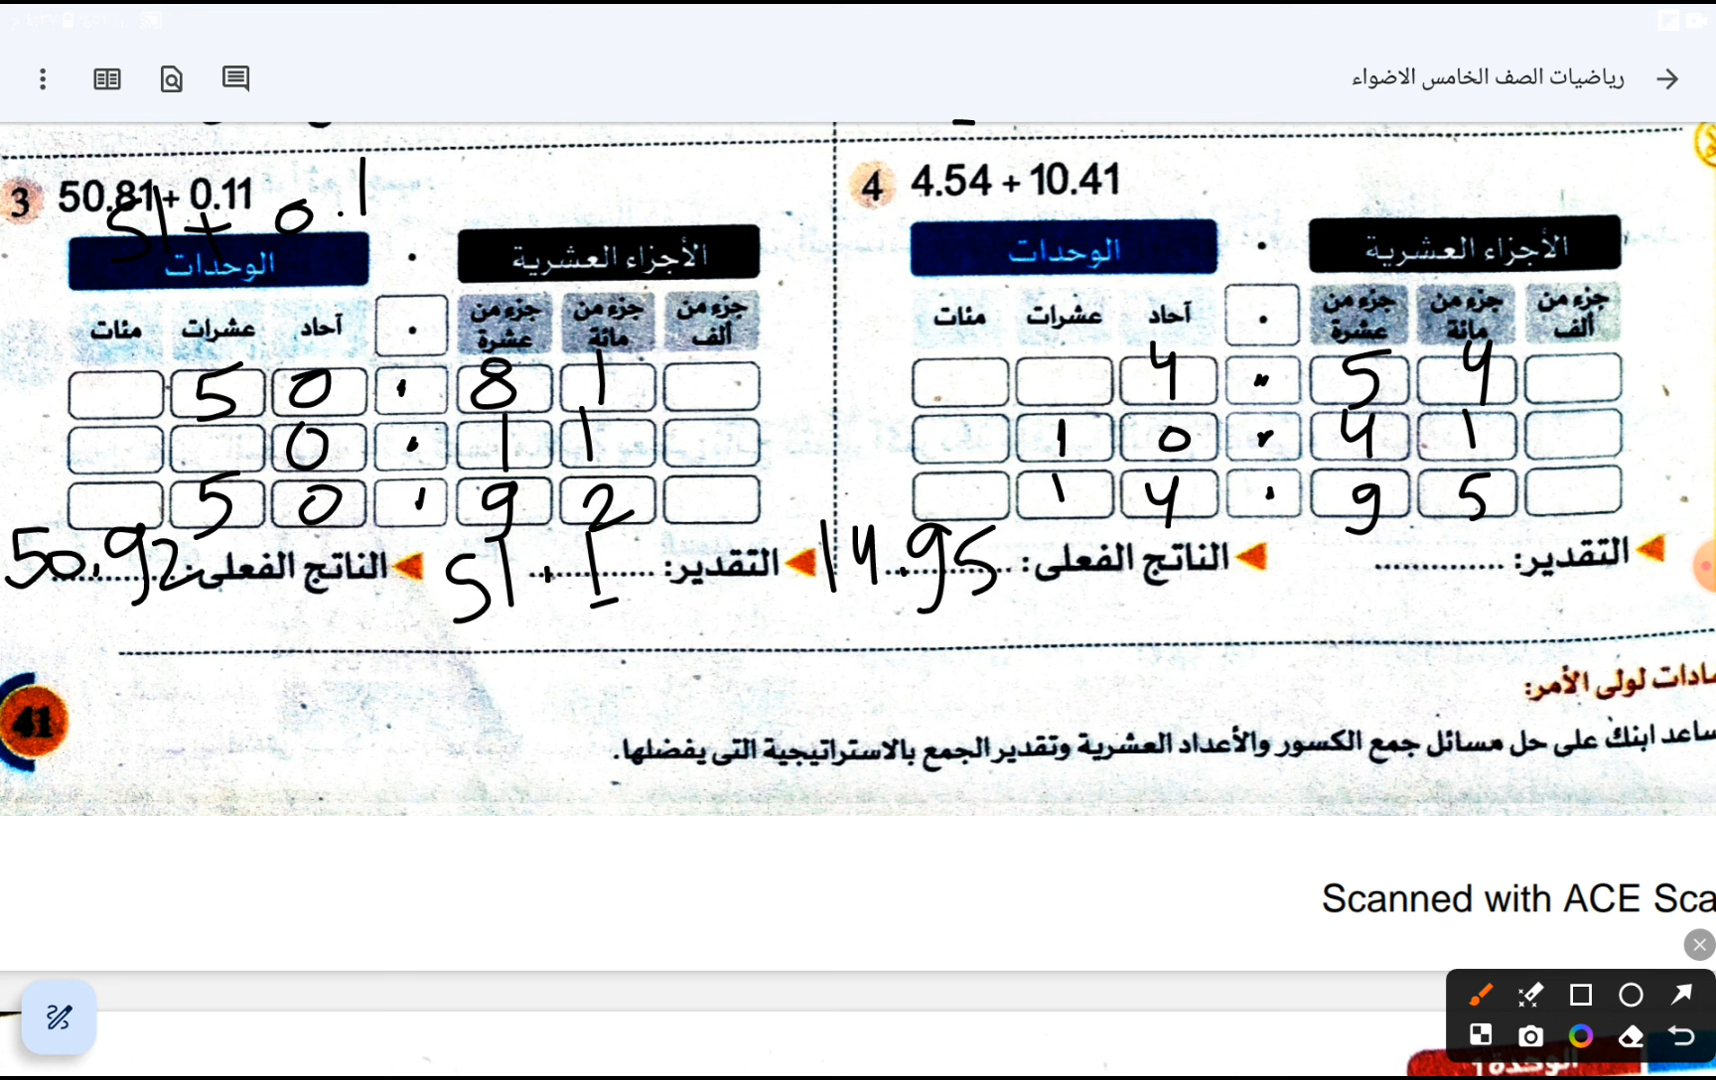 رياضيات الصف الخامس الاضواء
3 50.81 + 0.11
51 + 0.1
الوحدات . الأجزاء العشرية
مئات عشرات آحاد . جزء من عشرة جزء من مائة جزء من ألف
5 0 . 8 1
0 . 1 1
5 0 . 9 2
التقدير: 51.1
الناتج الفعلى: 50.92
4 4.54 + 10.41
الوحدات . الأجزاء العشرية
مئات عشرات آحاد . جزء من عشرة جزء من مائة جزء من ألف
4 . 5 4
1 0 . 4 1
1 4 . 9 5
التقدير: ..............
الناتج الفعلى: 14.95
لولى الأمر:
ساعد ابنك على حل مسائل جمع الكسور والأعداد العشرية وتقدير الجمع بالاستراتيجية التى يفضلها.
41
Scanned with ACE Sca